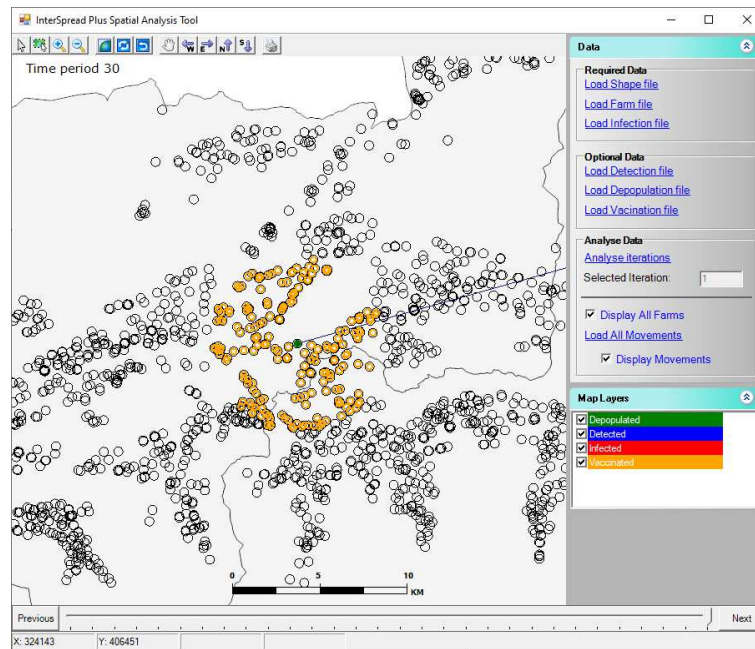 InterSpread Plus Spatial Analysis Tool
W E N S
Time period 30
Data
Required Data
Load Shape file
Load Farm file
Load Infection file
Optional Data
Load Detection file
Load Depopulation file
Load Vacination file
Analyse Data
Analyse iterations
Selected Iteration: 1
Display All Farms
Load All Movements
Display Movements
Map Layers
Depopulated
Detected
Infected
Vaccinated
0 5 10
KM
Previous Next
X: 324143 Y: 406451